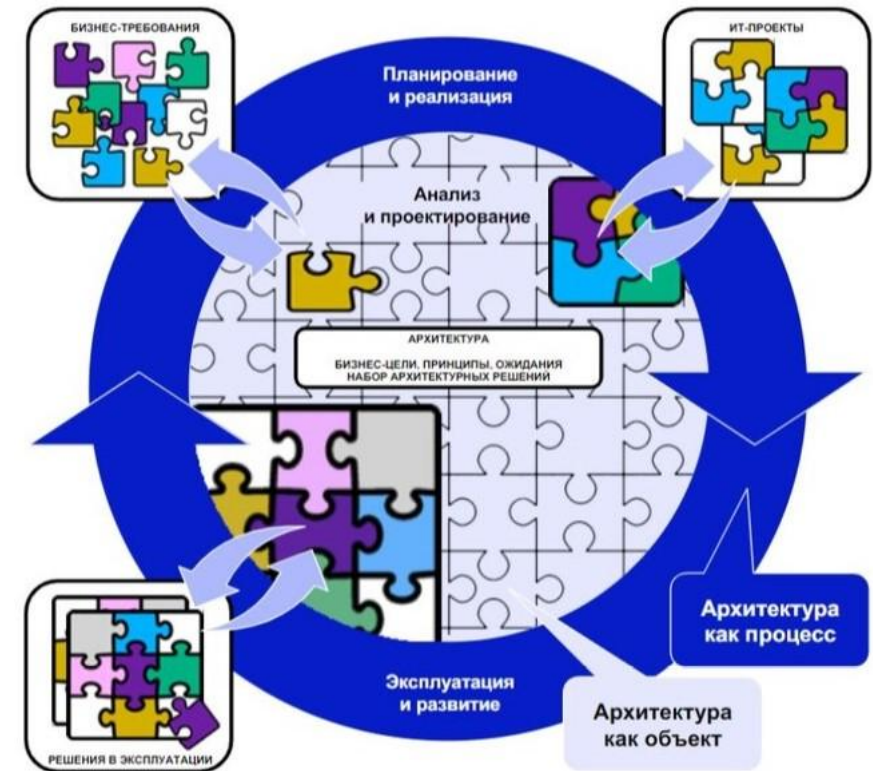 БИЗНЕС-ТРЕБОВАНИЯ
ИТ-ПРОЕКТЫ
Планирование
и реализация
Анализ
и проектирование
АРХИТЕКТУРА
БИЗНЕС-ЦЕЛИ, ПРИНЦИПЫ, ОЖИДАНИЯ
НАБОР АРХИТЕКТУРНЫХ РЕШЕНИЙ
Архитектура
как процесс
Эксплуатация
и развитие
Архитектура
как объект
РЕШЕНИЯ В ЭКСПЛУАТАЦИИ